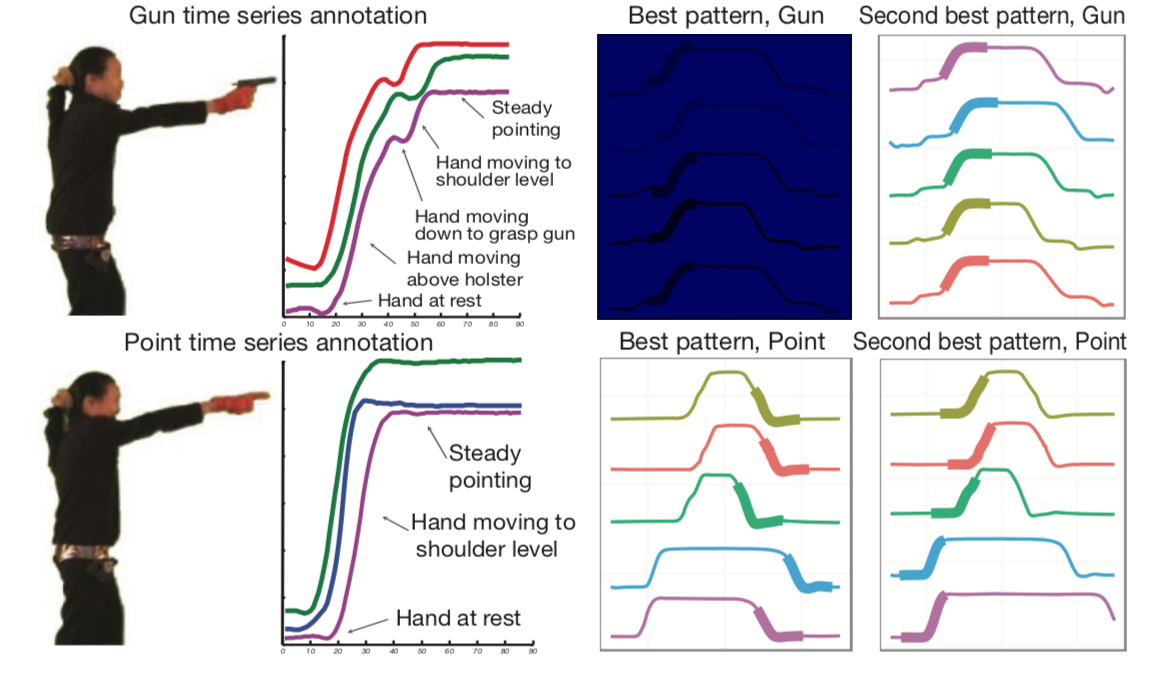 Gun time series annotation
Best pattern, Gun
Second best pattern, Gun
Steady
pointing
Hand moving to
shoulder level
Hand moving
down to grasp gun
Hand moving
above holster
Hand at rest
0 10 20 30 40 50 60 70 80 90
Point time series annotation
Best pattern, Point
Second best pattern, Point
Steady
pointing
Hand moving to
shoulder level
Hand at rest
0 10 20 30 40 50 60 70 80 90